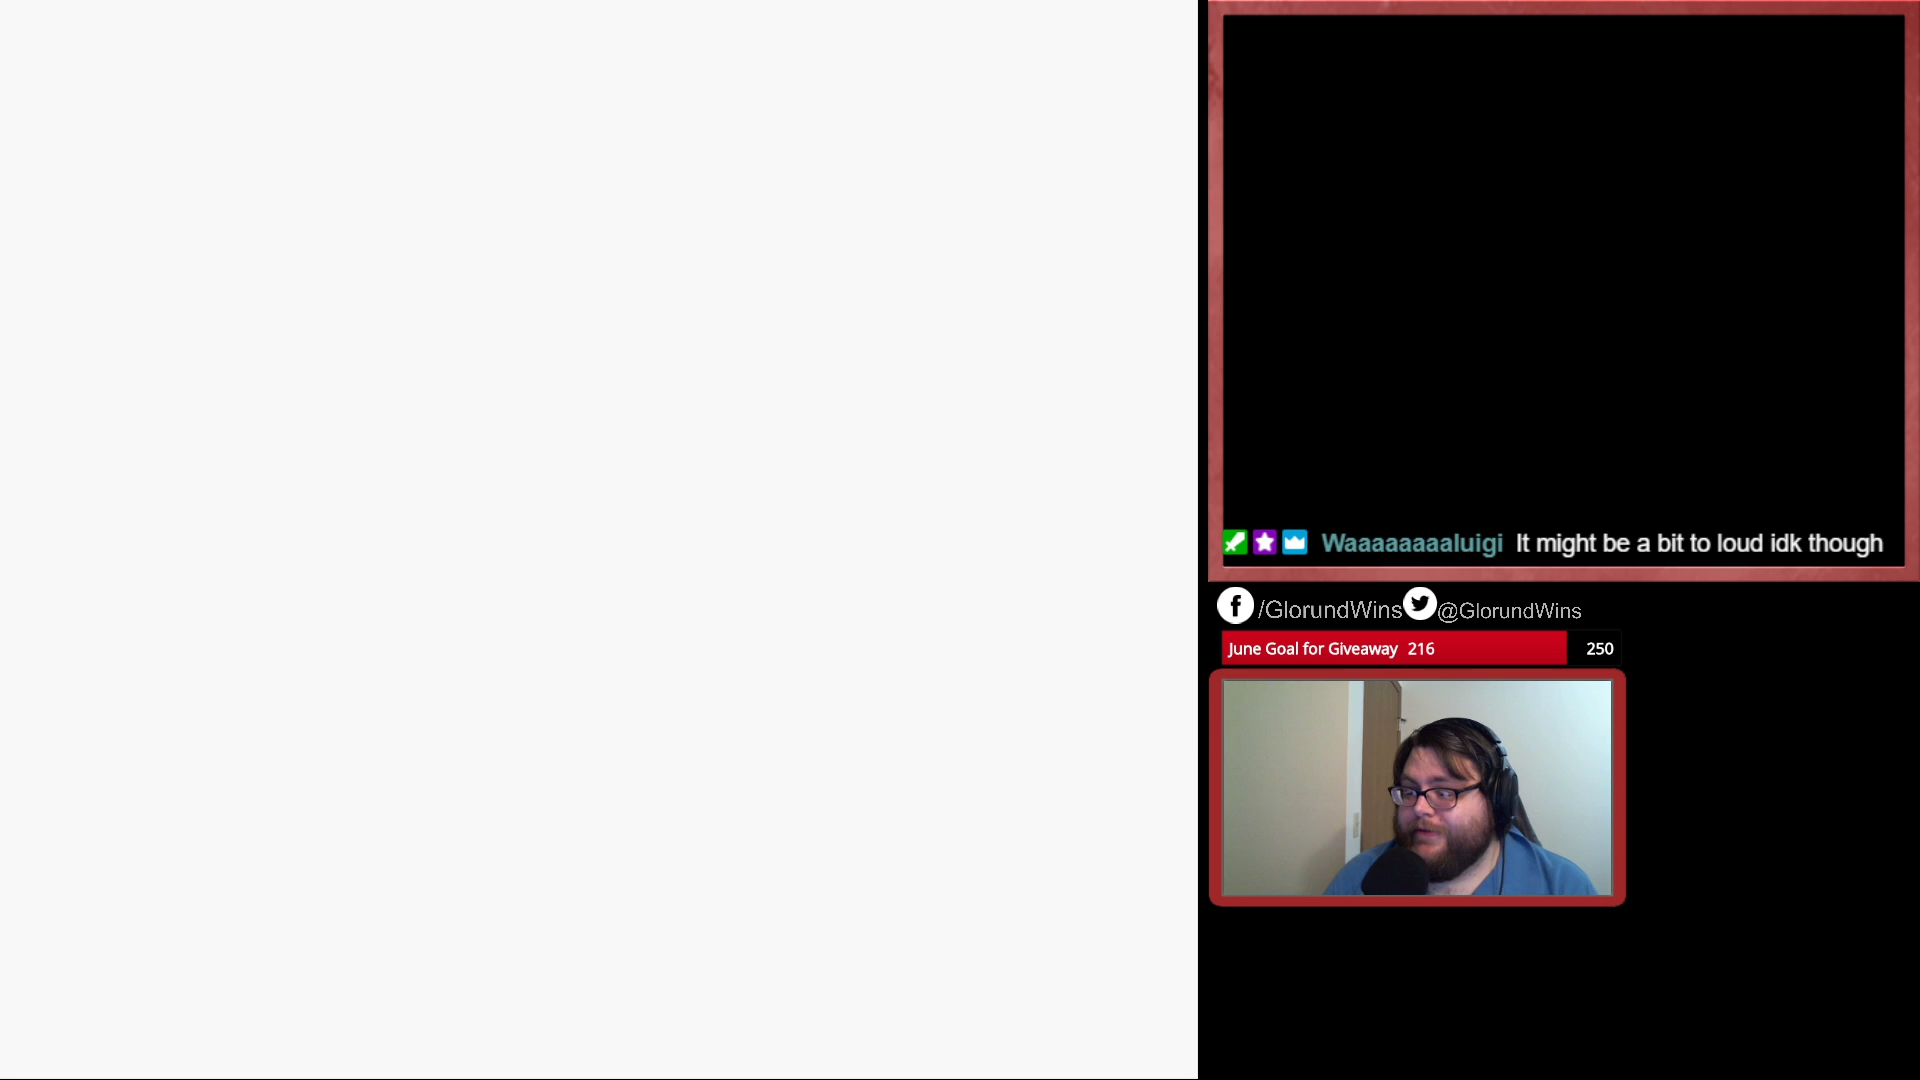 Waaaaaaaaluigi It might be a bit to loud idk though
/GlorundWins @GlorundWins
June Goal for Giveaway 216 250